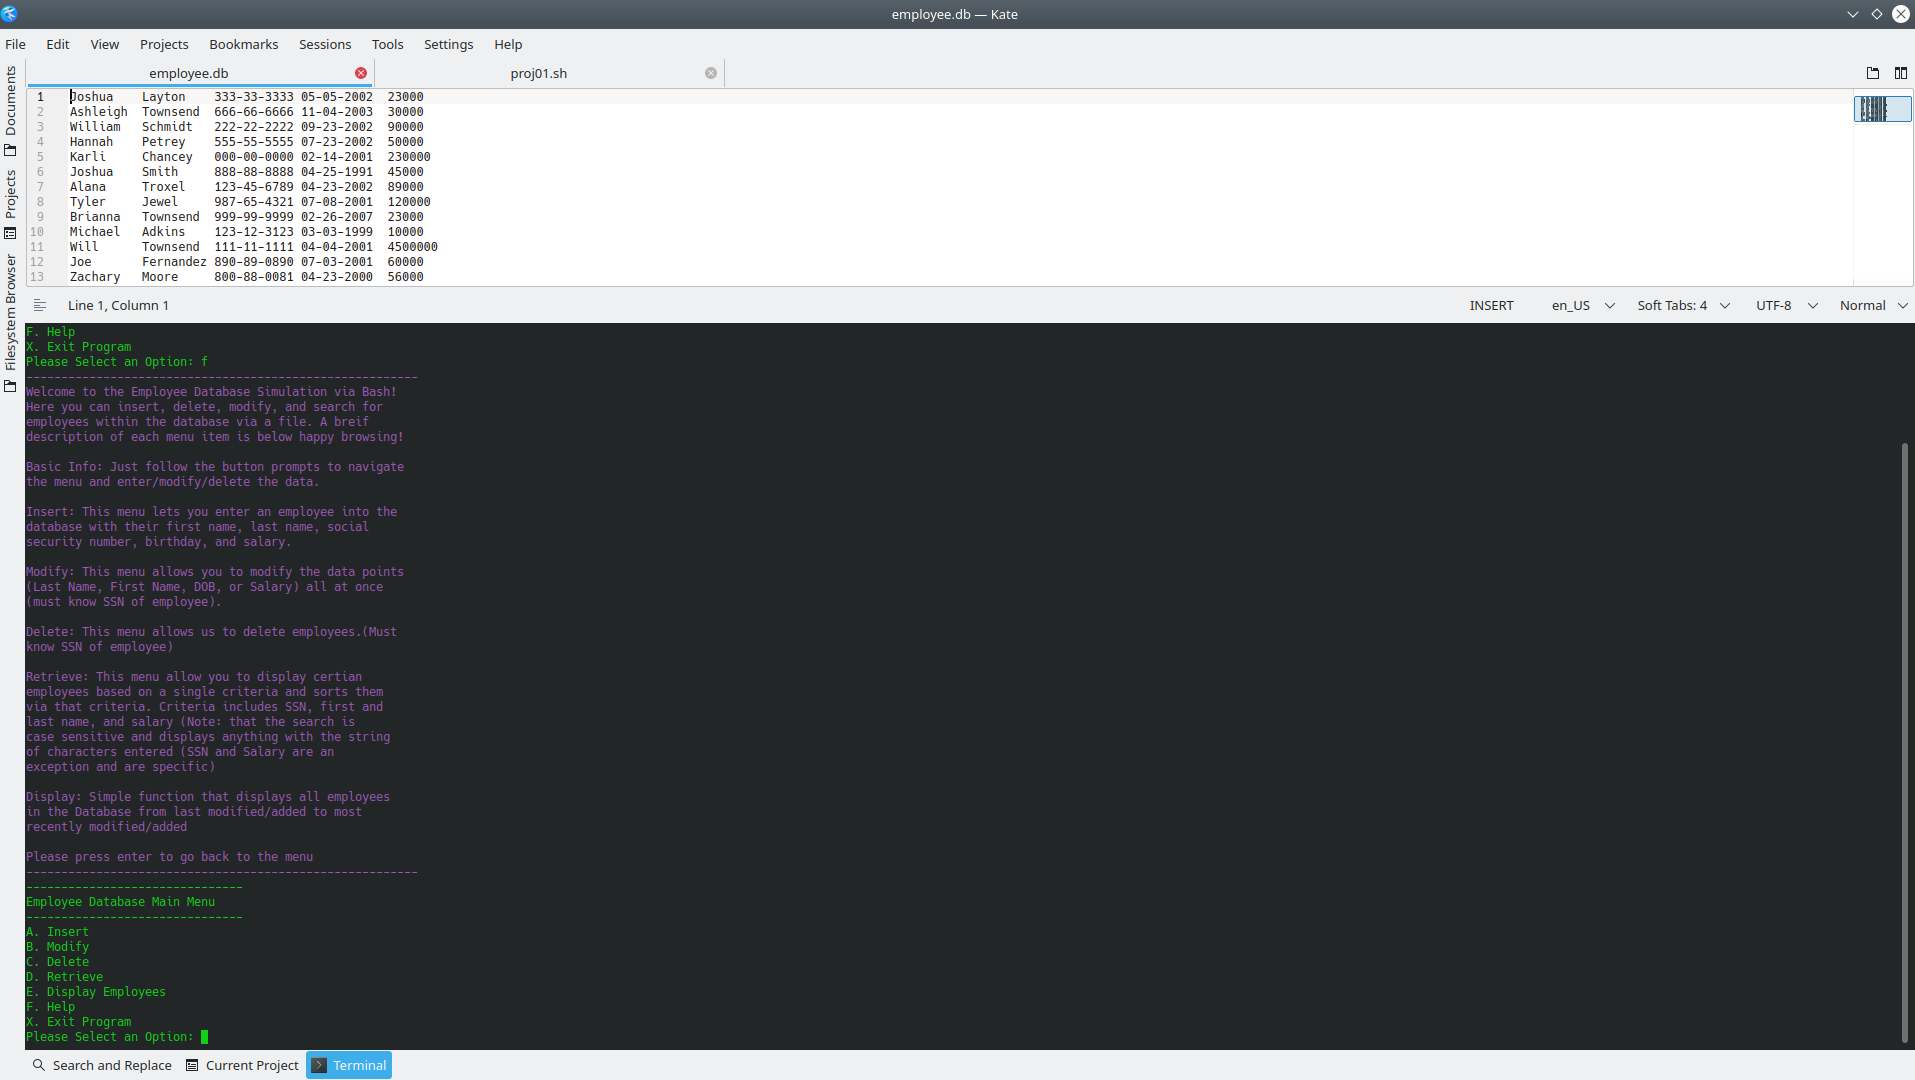 employee.db — Kate
File Edit View Projects Bookmarks Sessions Tools Settings Help
employee.db proj01.sh
Documents
Projects
Filesystem Browser
1 Joshua Layton 333-33-3333 05-05-2002 23000
2 Ashleigh Townsend 666-66-6666 11-04-2003 30000
3 William Schmidt 222-22-2222 09-23-2002 90000
4 Hannah Petrey 555-55-5555 07-23-2002 50000
5 Karli Chancey 000-00-0000 02-14-2001 230000
6 Joshua Smith 888-88-8888 04-25-1991 45000
7 Alana Troxel 123-45-6789 04-23-2002 89000
8 Tyler Jewel 987-65-4321 07-08-2001 120000
9 Brianna Townsend 999-99-9999 02-26-2007 23000
10 Michael Adkins 123-12-3123 03-03-1999 10000
11 Will Townsend 111-11-1111 04-04-2001 4500000
12 Joe Fernandez 890-89-0890 07-03-2001 60000
13 Zachary Moore 800-88-0081 04-23-2000 56000
Line 1, Column 1 INSERT en_US Soft Tabs: 4 UTF-8 Normal
F. Help
X. Exit Program
Please Select an Option: f
--------------------------------------------------------
Welcome to the Employee Database Simulation via Bash!
Here you can insert, delete, modify, and search for
employees within the database via a file. A breif
description of each menu item is below happy browsing!
Basic Info: Just follow the button prompts to navigate
the menu and enter/modify/delete the data.
Insert: This menu lets you enter an employee into the
database with their first name, last name, social
security number, birthday, and salary.
Modify: This menu allows you to modify the data points
(Last Name, First Name, DOB, or Salary) all at once
(must know SSN of employee).
Delete: This menu allows us to delete employees.(Must
know SSN of employee)
Retrieve: This menu allow you to display certian
employees based on a single criteria and sorts them
via that criteria. Criteria includes SSN, first and
last name, and salary (Note: that the search is
case sensitive and displays anything with the string
of characters entered (SSN and Salary are an
exception and are specific)
Display: Simple function that displays all employees
in the Database from last modified/added to most
recently modified/added
Please press enter to go back to the menu
--------------------------------------------------------
-------------------------------
Employee Database Main Menu
-------------------------------
A. Insert
B. Modify
C. Delete
D. Retrieve
E. Display Employees
F. Help
X. Exit Program
Please Select an Option:
Search and Replace Current Project Terminal